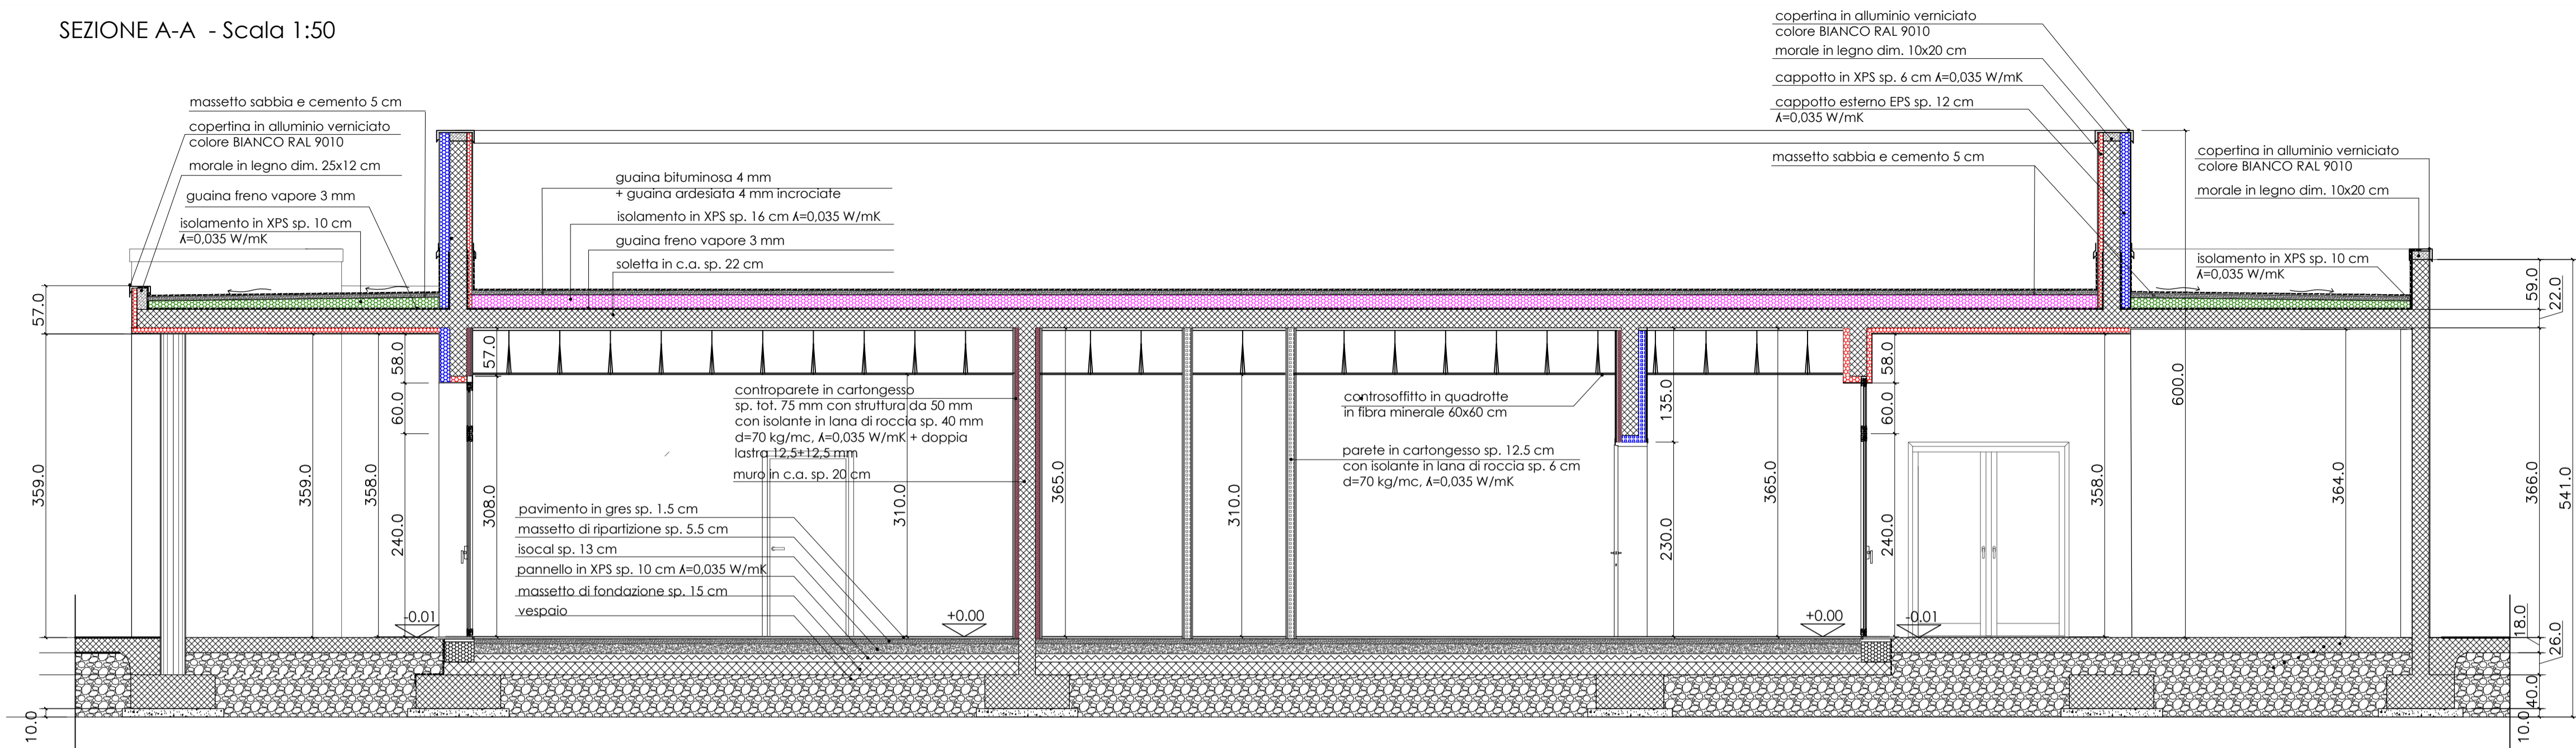 SEZIONE A-A  - Scala 1:50
massetto sabbia e cemento 5 cm
copertina in alluminio verniciato
colore BIANCO RAL 9010
morale in legno dim. 25x12 cm
guaina freno vapore 3 mm
isolamento in XPS sp. 10 cm
ʎ=0,035 W/mK
guaina bituminosa 4 mm
+ guaina ardesiata 4 mm incrociate
isolamento in XPS sp. 16 cm ʎ=0,035 W/mK
guaina freno vapore 3 mm
soletta in c.a. sp. 22 cm
copertina in alluminio verniciato
colore BIANCO RAL 9010
morale in legno dim. 10x20 cm
cappotto in XPS sp. 6 cm ʎ=0,035 W/mK
cappotto esterno EPS sp. 12 cm
ʎ=0,035 W/mK
massetto sabbia e cemento 5 cm
copertina in alluminio verniciato
colore BIANCO RAL 9010
morale in legno dim. 10x20 cm
isolamento in XPS sp. 10 cm
ʎ=0,035 W/mK
controparete in cartongesso
sp. tot. 75 mm con struttura da 50 mm
con isolante in lana di roccia sp. 40 mm
d=70 kg/mc, ʎ=0,035 W/mK + doppia
lastra 12,5+12,5 mm
muro in c.a. sp. 20 cm
controsoffitto in quadrotte
in fibra minerale 60x60 cm
parete in cartongesso sp. 12.5 cm
con isolante in lana di roccia sp. 6 cm
d=70 kg/mc, ʎ=0,035 W/mK
pavimento in gres sp. 1.5 cm
massetto di ripartizione sp. 5.5 cm
isocal sp. 13 cm
pannello in XPS sp. 10 cm ʎ=0,035 W/mK
massetto di fondazione sp. 15 cm
vespaio
57.0
359.0
10.0
359.0
358.0
58.0
60.0
240.0
57.0
308.0
310.0
365.0
310.0
135.0
230.0
365.0
58.0
60.0
240.0
358.0
600.0
364.0
59.0
22.0
366.0
541.0
18.0
26.0
40.0
10.0
-0.01
+0.00
+0.00
-0.01